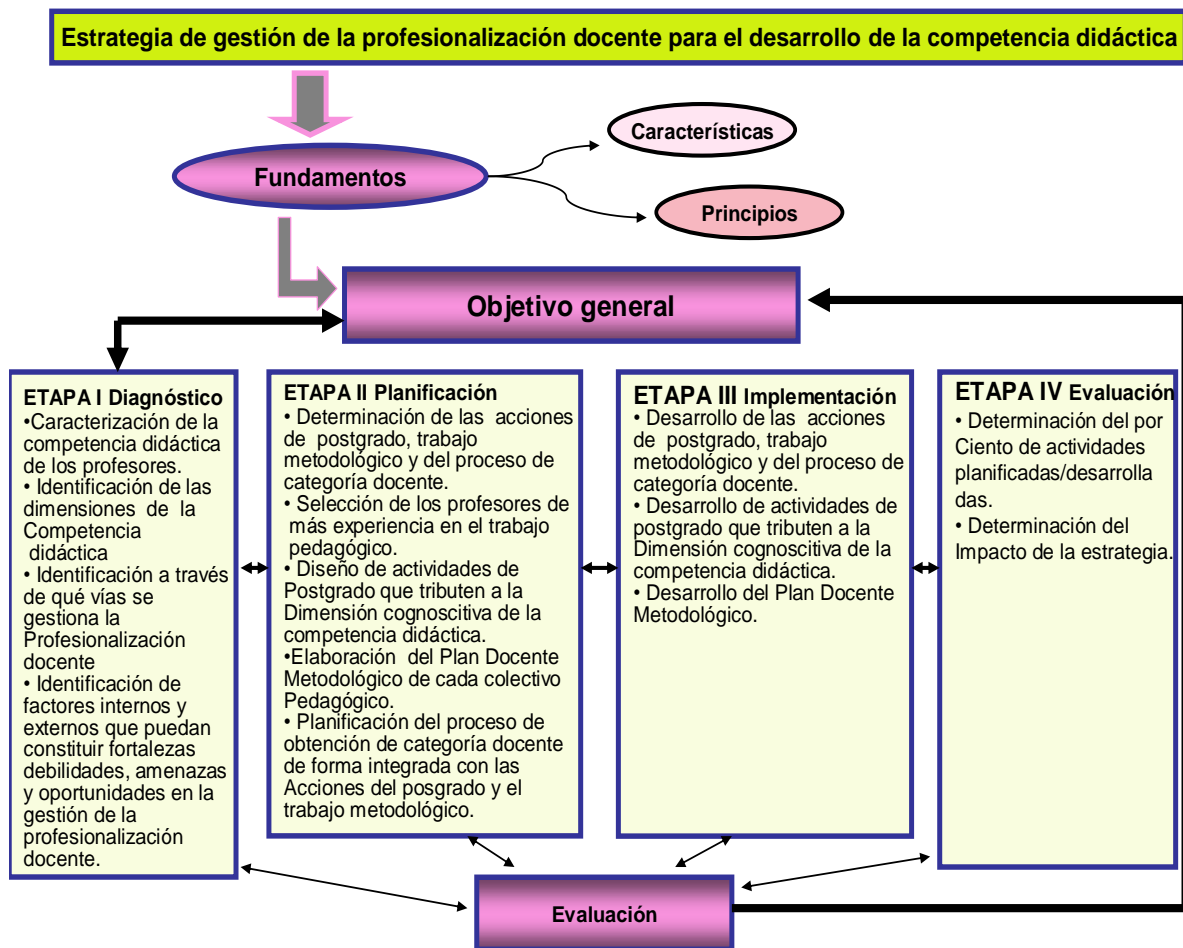 Estrategia de gestión de la profesionalización docente para el desarrollo de la competencia didáctica
Fundamentos
Característícas
Principios
Objetivo general
ETAPA I Diagnóstico
•Caracterización de la
competencia didáctica
de los profesores.
• Identificación de las
dimensiones de la
Competencia
didáctica
• Identificación a través
de qué vías se
gestiona la
Profesionalización
docente
• Identificación de
factores internos y
externos que puedan
constituir fortalezas
debilidades, amenazas
y oportunidades en la
gestión de la
profesionalización
docente.
ETAPA II Planificación
• Determinación de las acciones
de postgrado, trabajo
metodológico y del proceso de
categoría docente.
• Selección de los profesores de
más experiencia en el trabajo
pedagógico.
• Diseño de actividades de
Postgrado que tributen a la
Dimensión cognoscitiva de la
competencia didáctica.
•Elaboración del Plan Docente
Metodológico de cada colectivo
Pedagógico.
• Planificación del proceso de
obtención de categoría docente
de forma integrada con las
Acciones del posgrado y el
trabajo metodológico.
ETAPA III Implementación
• Desarrollo de las acciones
de postgrado, trabajo
metodológico y del proceso de
categoría docente.
• Desarrollo de actividades de
postgrado que tributen a la
Dimensión cognoscitiva de la
competencia didáctica.
• Desarrollo del Plan Docente
Metodológico.
ETAPA IV Evaluación
• Determinación del por
Ciento de actividades
planificadas/desarrolla
das.
• Determinación del
Impacto de la estrategia.
Evaluación